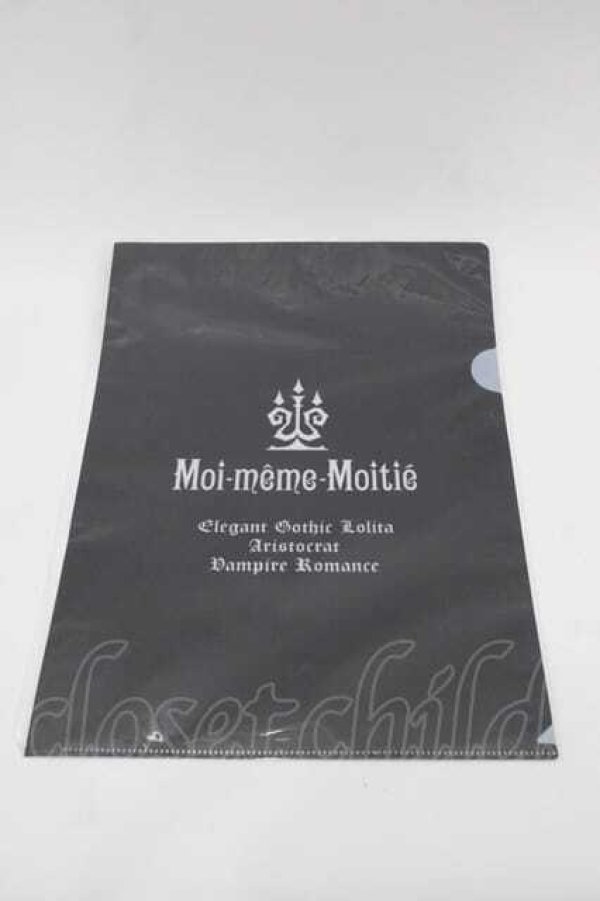 Moi-même-Moitié
Elegant Gothic Lolita
Aristocrat
Vampire Romance
closetchild